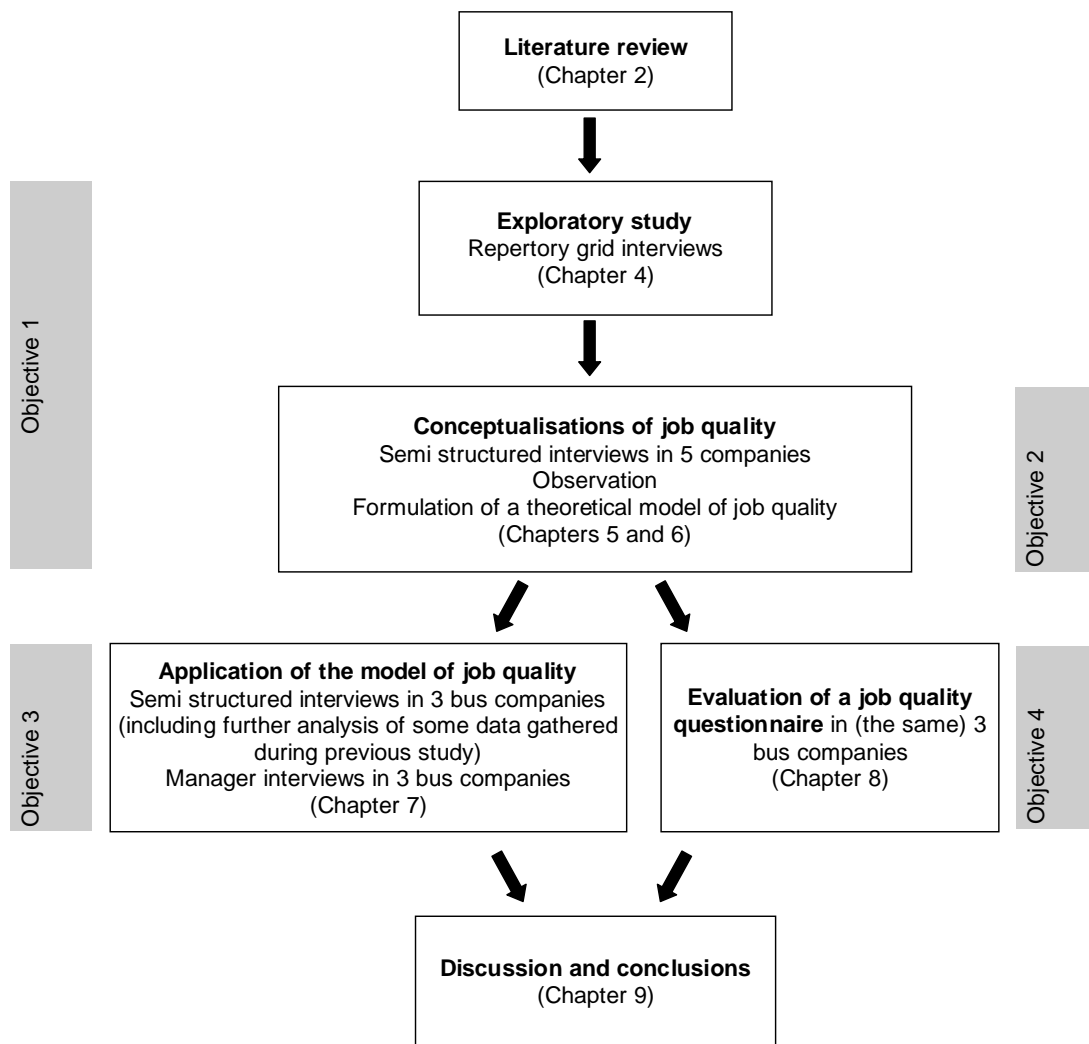 Literature review
(Chapter 2)
Objective 1
Exploratory study
Repertory grid interviews
(Chapter 4)
Conceptualisations of job quality
Semi structured interviews in 5 companies
Observation
Formulation of a theoretical model of job quality
(Chapters 5 and 6)
Objective 2
Objective 3
Application of the model of job quality
Semi structured interviews in 3 bus companies
(including further analysis of some data gathered
during previous study)
Manager interviews in 3 bus companies
(Chapter 7)
Evaluation of a job quality
questionnaire in (the same) 3
bus companies
(Chapter 8)
Objective 4
Discussion and conclusions
(Chapter 9)